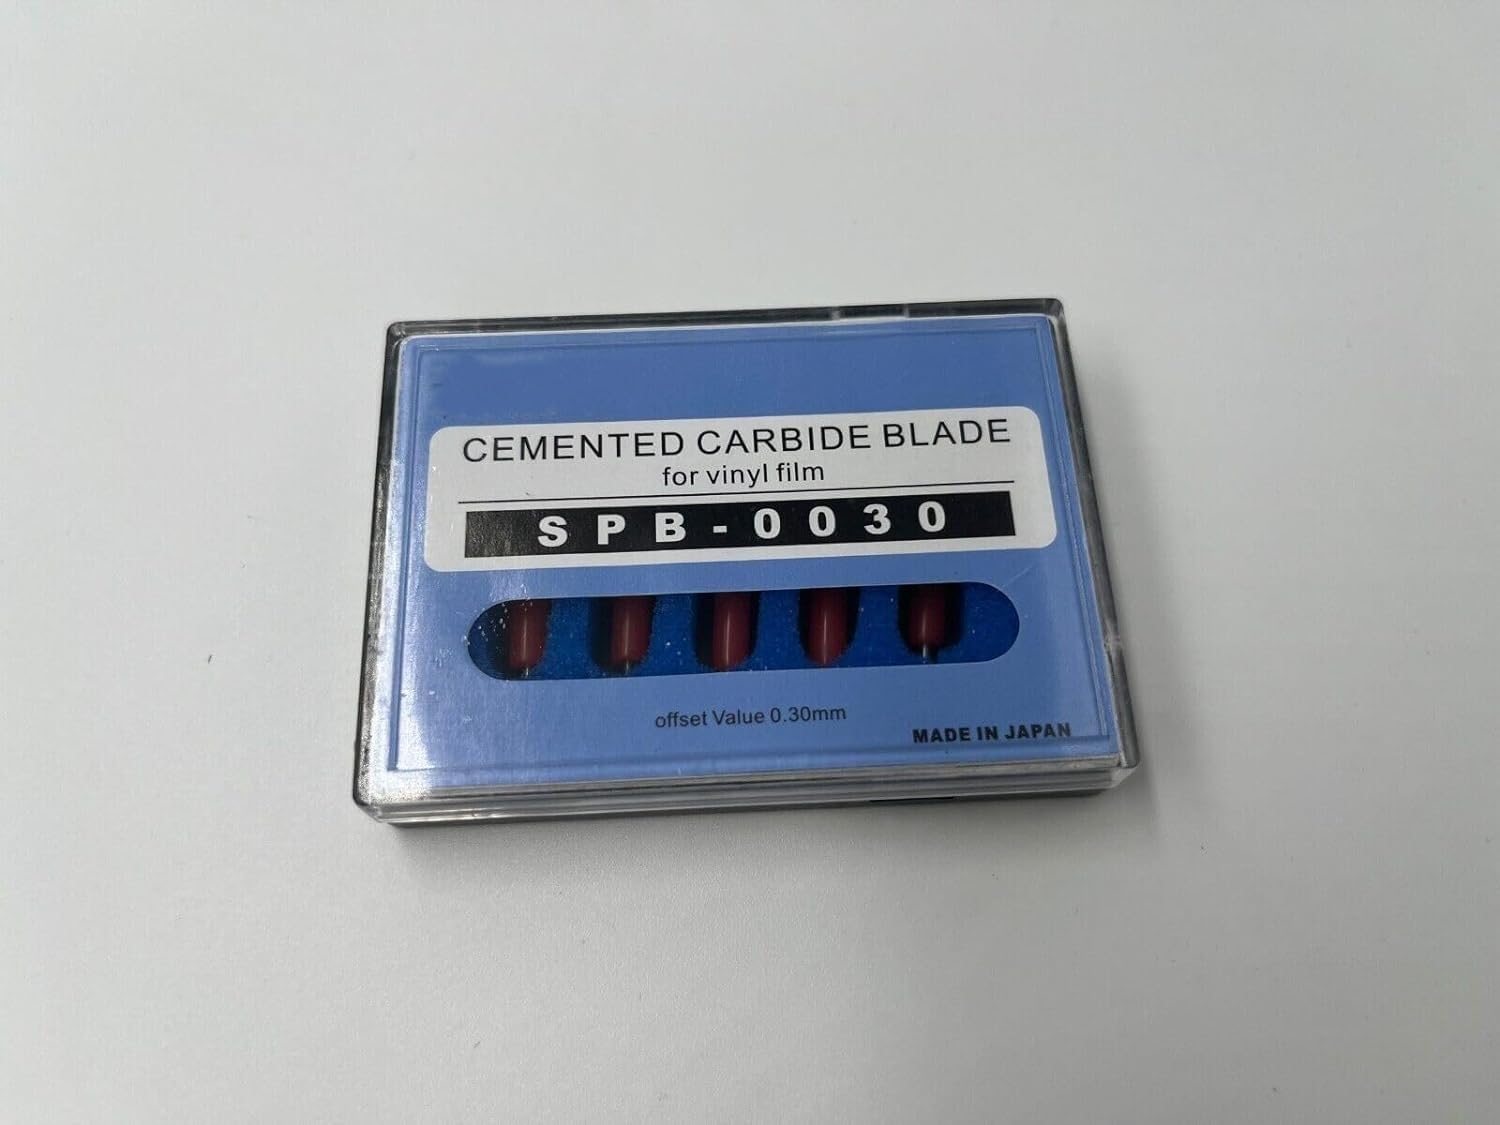 CEMENTED CARBIDE BLADE
for vinyl film
SPB-0030
offset Value 0.30mm
MADE IN JAPAN